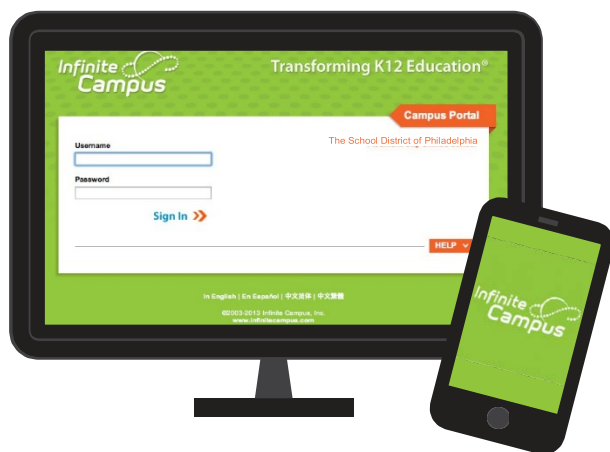 Infinite
Campus
Transforming K12 Education®
Campus Portal
The School District of Philadelphia
Username
Password
Sign In
HELP
In English | En Español | 中文简体 | 中文繁體
©2003-2013 Infinite Campus, Inc.
www.infinitecampus.com
Infinite
Campus